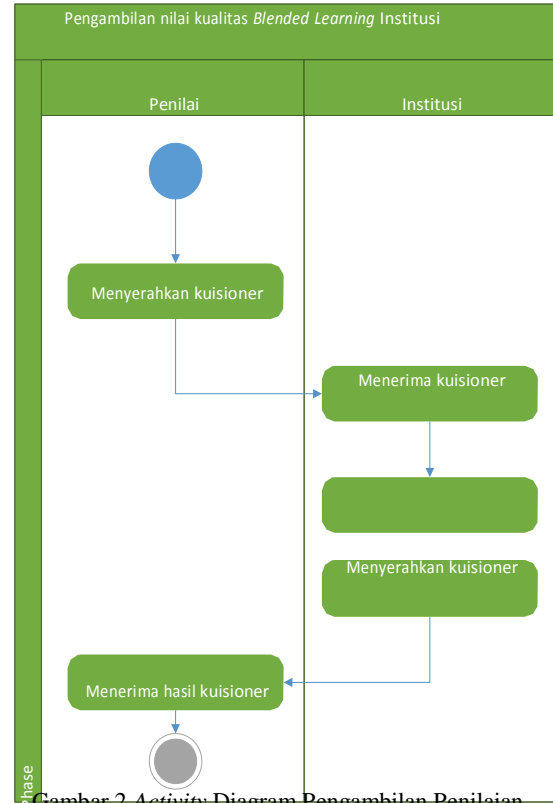 Pengambilan nilai kualitas Blended Learning Institusi
Penilai
Institusi
Menyerahkan kuisioner
Menerima kuisioner
Menyerahkan kuisioner
Menerima hasil kuisioner
Phase
Gambar 2 Activity Diagram Pengambilan Penilaian